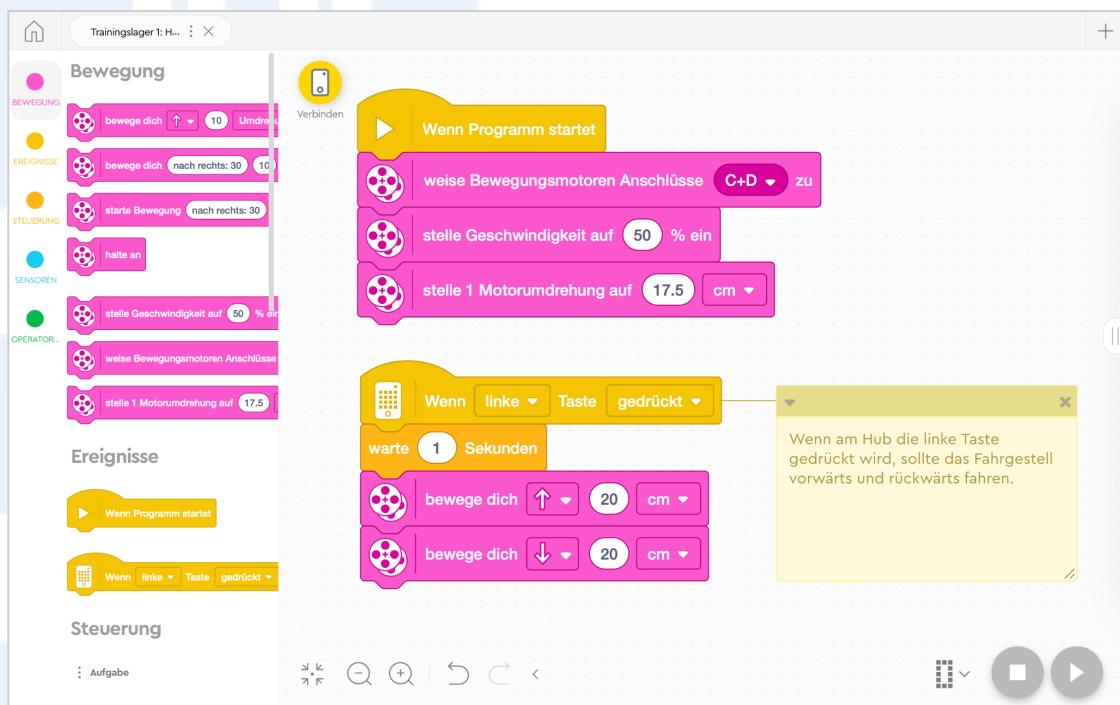 Trainingslager 1: H...
BEWEGUNG
EREIGNISSE
STEUERUNG
SENSOREN
OPERATOR...
Bewegung
bewege dich 10 Umdre
bewege dich nach rechts: 30 10
starte Bewegung nach rechts: 30
halte an
stelle Geschwindigkeit auf 50 % ein
weise Bewegungsmotoren Anschlüsse
stelle 1 Motorumdrehung auf 17.5
Ereignisse
Wenn Programm startet
Wenn linke Taste gedrückt
Steuerung
Aufgabe
Verbinden
Wenn Programm startet
weise Bewegungsmotoren Anschlüsse C+D zu
stelle Geschwindigkeit auf 50 % ein
stelle 1 Motorumdrehung auf 17.5 cm
Wenn linke Taste gedrückt
warte 1 Sekunden
bewege dich 20 cm
bewege dich 20 cm
Wenn am Hub die linke Taste
gedrückt wird, sollte das Fahrgestell
vorwärts und rückwärts fahren.